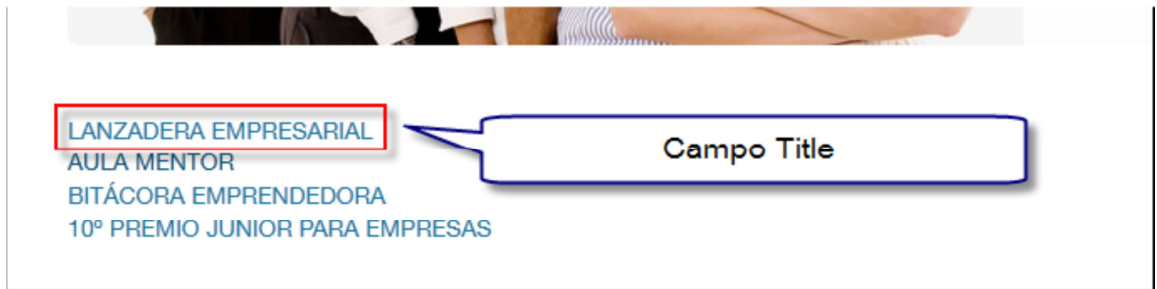 LANZADERA EMPRESARIAL
Campo Title
AULA MENTOR
BITÁCORA EMPRENDEDORA
10º PREMIO JUNIOR PARA EMPRESAS